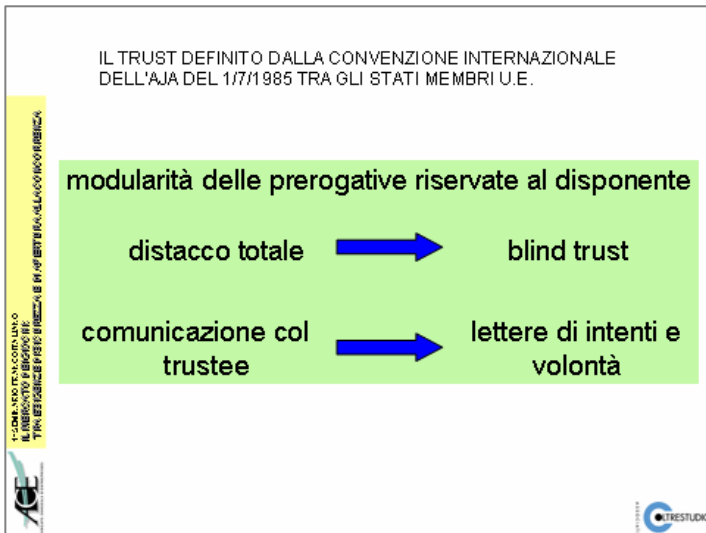 IL TRUST DEFINITO DALLA CONVENZIONE INTERNAZIONALE
DELL'AJA DEL 1/7/1985 TRA GLI STATI MEMBRI U.E.
modularità delle prerogative riservate al disponente
distacco totale
blind trust
comunicazione col
trustee
lettere di intenti e
volontà
ACE
OLTRESTUDIO